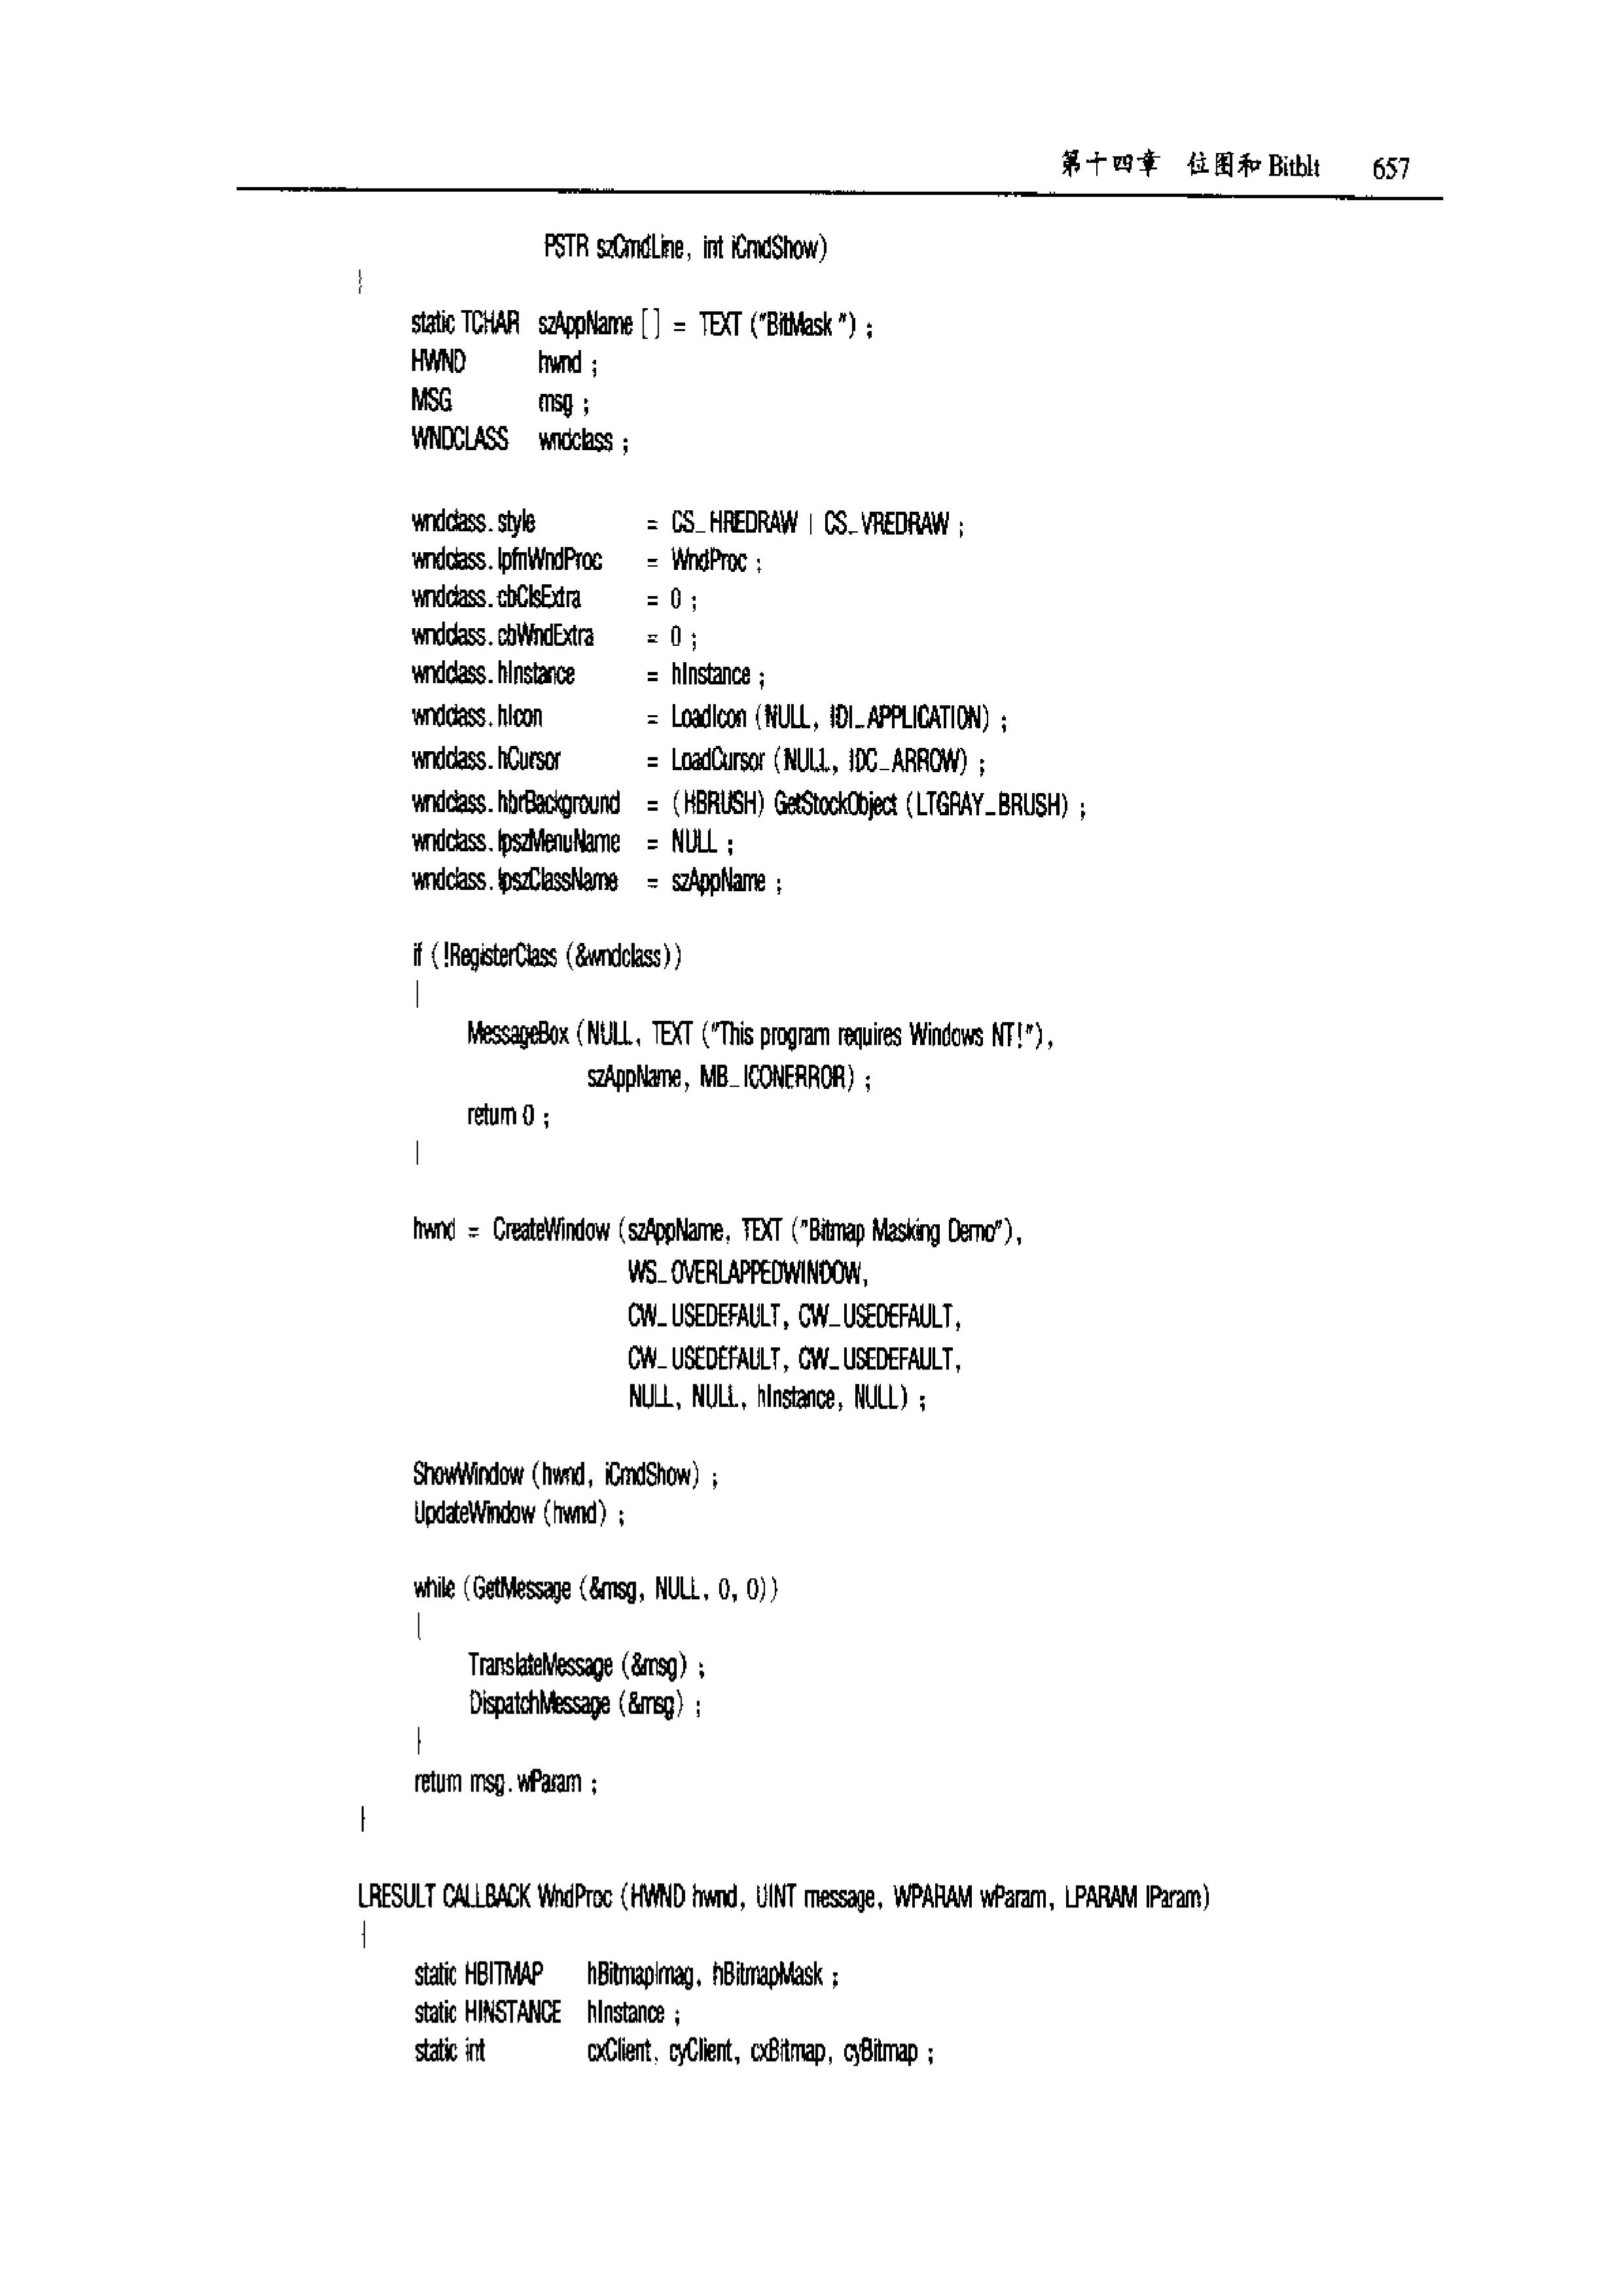 第十四章 位图和 Bitblt 657
PSTR szCmdLine, int iCmdShow)
{
static TCHAR szAppName [ ] = TEXT ("BitMask") ;
HWND hwnd ;
MSG msg ;
WNDCLASS wndclass ;
wndclass.style = CS_HREDRAW | CS_VREDRAW ;
wndclass.lpfnWndProc = WndProc ;
wndclass.cbClsExtra = 0 ;
wndclass.cbWndExtra = 0 ;
wndclass.hInstance = hInstance ;
wndclass.hIcon = LoadIcon (NULL, IDI_APPLICATION) ;
wndclass.hCursor = LoadCursor (NULL, IDC_ARROW) ;
wndclass.hbrBackground = (HBRUSH) GetStockObject (LTGRAY_BRUSH) ;
wndclass.lpszMenuName = NULL ;
wndclass.lpszClassName = szAppName ;
if (!RegisterClass (&wndclass))
{
MessageBox (NULL, TEXT ("This program requires Windows NT!"),
szAppName, MB_ICONERROR) ;
return 0 ;
}
hwnd = CreateWindow (szAppName, TEXT ("Bitmap Masking Demo"),
WS_OVERLAPPEDWINDOW,
CW_USEDEFAULT, CW_USEDEFAULT,
CW_USEDEFAULT, CW_USEDEFAULT,
NULL, NULL, hInstance, NULL) ;
ShowWindow (hwnd, iCmdShow) ;
UpdateWindow (hwnd) ;
while (GetMessage (&msg, NULL, 0, 0))
{
TranslateMessage (&msg) ;
DispatchMessage (&msg) ;
}
return msg.wParam ;
}
LRESULT CALLBACK WndProc (HWND hwnd, UINT message, WPARAM wParam, LPARAM lParam)
{
static HBITMAP hBitmapImag, hBitmapMask ;
static HINSTANCE hInstance ;
static int cxClient, cyClient, cxBitmap, cyBitmap ;